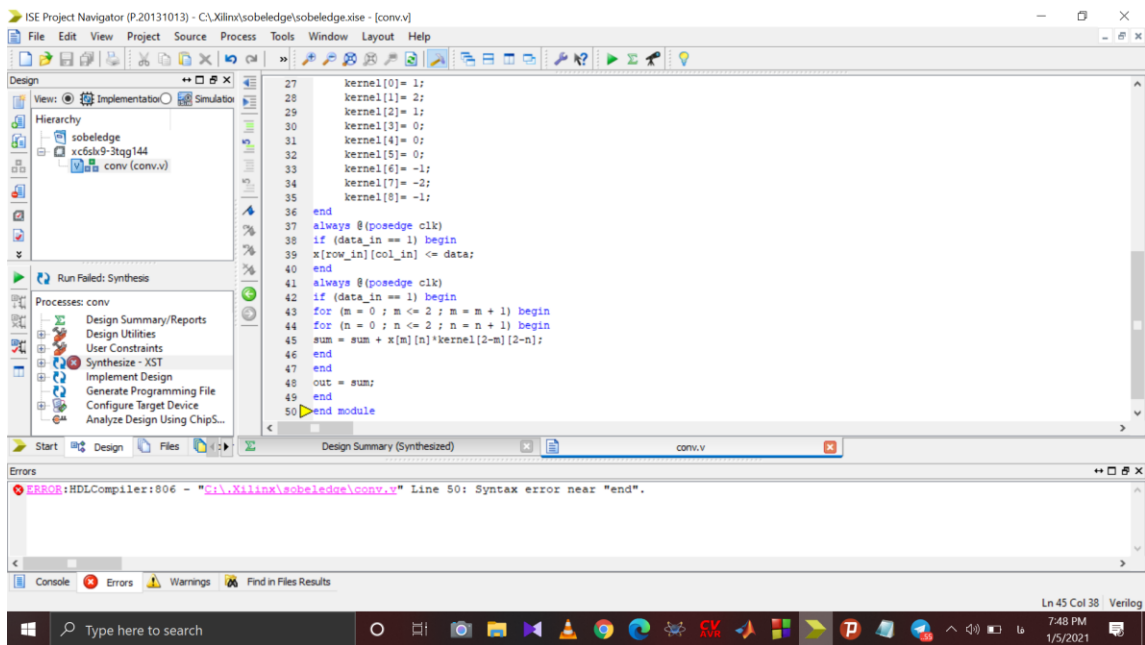 ISE Project Navigator (P.20131013) - C:\.Xilinx\sobeledge\sobeledge.xise - [conv.v]
File Edit View Project Source Process Tools Window Layout Help
Design
View: Implementation Simulation
Hierarchy
sobeledge
xc6slx9-3tqg144
conv (conv.v)
Run Failed: Synthesis
Processes: conv
Design Summary/Reports
Design Utilities
User Constraints
Synthesize - XST
Implement Design
Generate Programming File
Configure Target Device
Analyze Design Using ChipS...
Start Design Files
27 kernel[0]= 1;
28 kernel[1]= 2;
29 kernel[2]= 1;
30 kernel[3]= 0;
31 kernel[4]= 0;
32 kernel[5]= 0;
33 kernel[6]= -1;
34 kernel[7]= -2;
35 kernel[8]= -1;
36 end
37 always @(posedge clk)
38 if (data_in == 1) begin
39 x[row_in][col_in] <= data;
40 end
41 always @(posedge clk)
42 if (data_in == 1) begin
43 for (m = 0 ; m <= 2 ; m = m + 1) begin
44 for (n = 0 ; n <= 2 ; n = n + 1) begin
45 sum = sum + x[m][n]*kernel[2-m][2-n];
46 end
47 end
48 out = sum;
49 end
50 end module
Design Summary (Synthesized) conv.v
Errors
ERROR:HDLCompiler:806 - "C:\.Xilinx\sobeledge\conv.v" Line 50: Syntax error near "end".
Console Errors Warnings Find in Files Results
Ln 45 Col 38 Verilog
Type here to search
CV
AVR
7:48 PM
1/5/2021